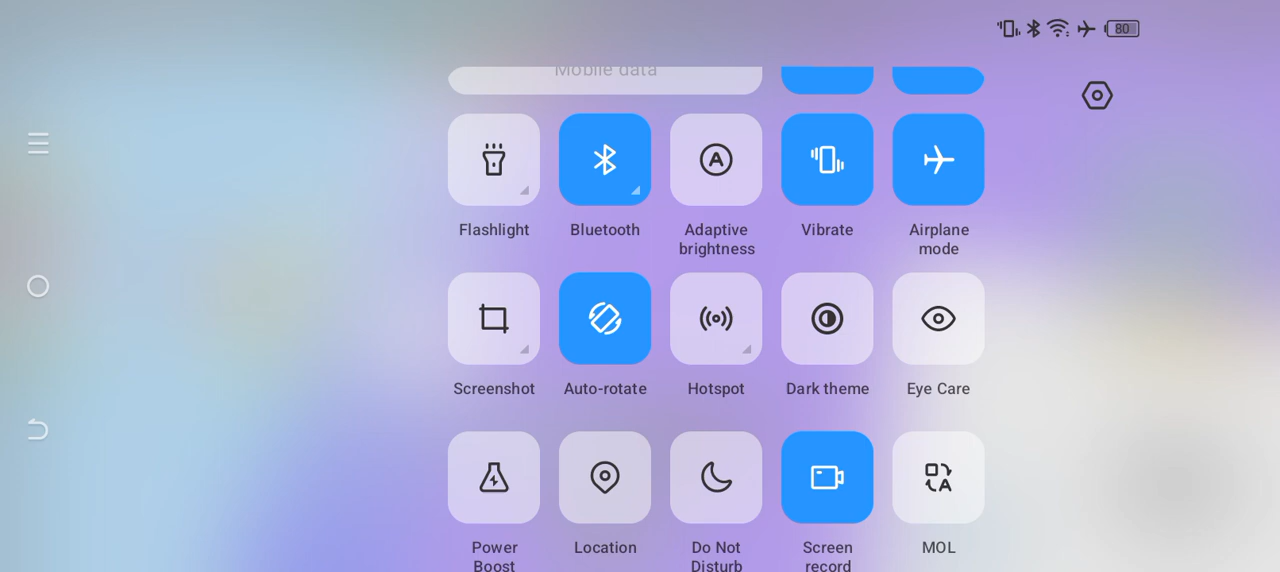 80
Mobile data
Flashlight
Bluetooth
Adaptive
brightness
Vibrate
Airplane
mode
Screenshot
Auto-rotate
Hotspot
Dark theme
Eye Care
Power
Boost
Location
Do Not
Disturb
Screen
record
MOL